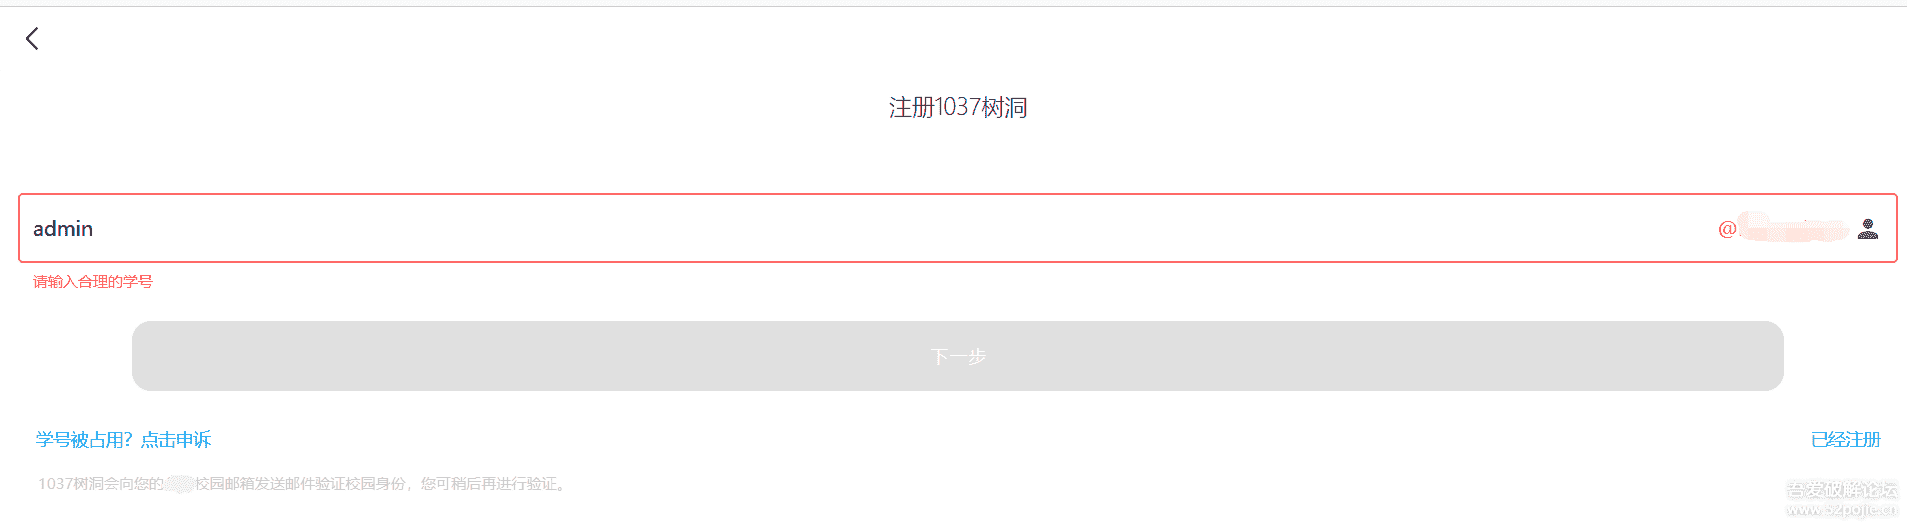 注册1037树洞
admin
@
请输入合理的学号
下一步
学号被占用？点击申诉
已经注册
1037树洞会向您的 校园邮箱发送邮件验证校园身份，您可稍后再进行验证。
吾爱破解论坛
www.52pojie.cn